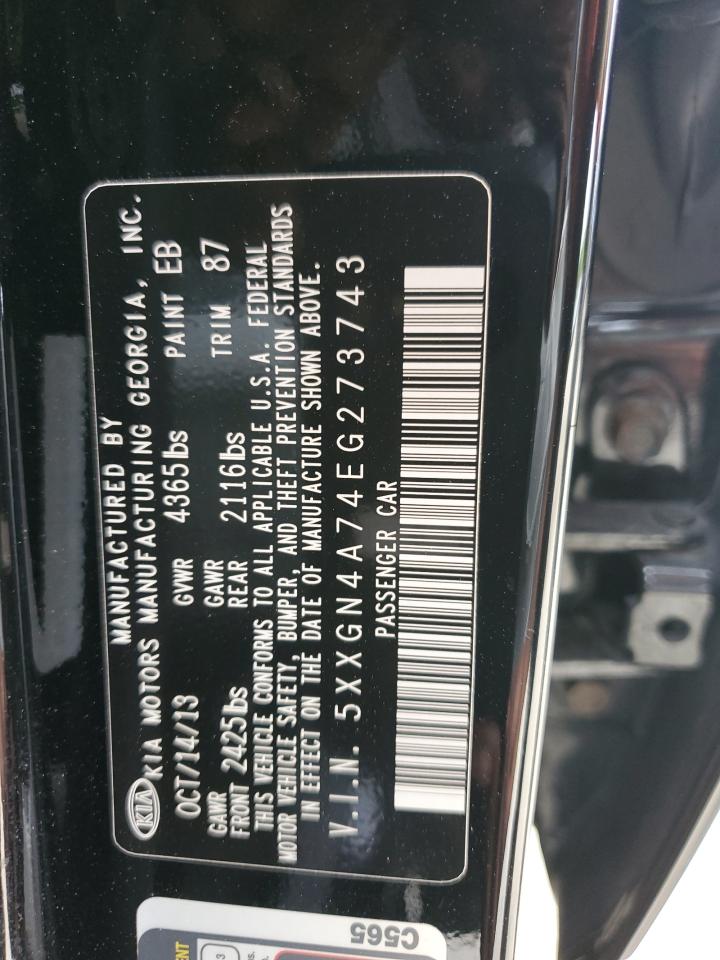 MANUFACTURED BY
KIA KIA MOTORS MANUFACTURING GEORGIA, INC.
OCT/14/13 GVWR 4365lbs PAINT EB
GAWR FRONT 2425lbs GAWR REAR 2116lbs TRIM 87
THIS VEHICLE CONFORMS TO ALL APPLICABLE U.S.A. FEDERAL
MOTOR VEHICLE SAFETY, BUMPER, AND THEFT PREVENTION STANDARDS
IN EFFECT ON THE DATE OF MANUFACTURE SHOWN ABOVE.
V.I.N. 5XXGN4A74EG273743
PASSENGER CAR
C565
3